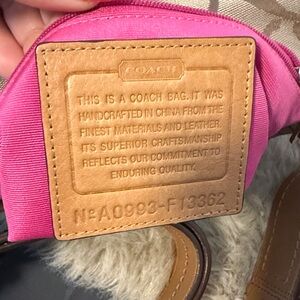 COACH
THIS IS A COACH BAG. IT WAS
HANDCRAFTED IN CHINA FROM THE
FINEST MATERIALS AND LEATHER.
ITS SUPERIOR CRAFTSMANSHIP
REFLECTS OUR COMMITMENT TO
ENDURING QUALITY.
Nº A0993-F13362